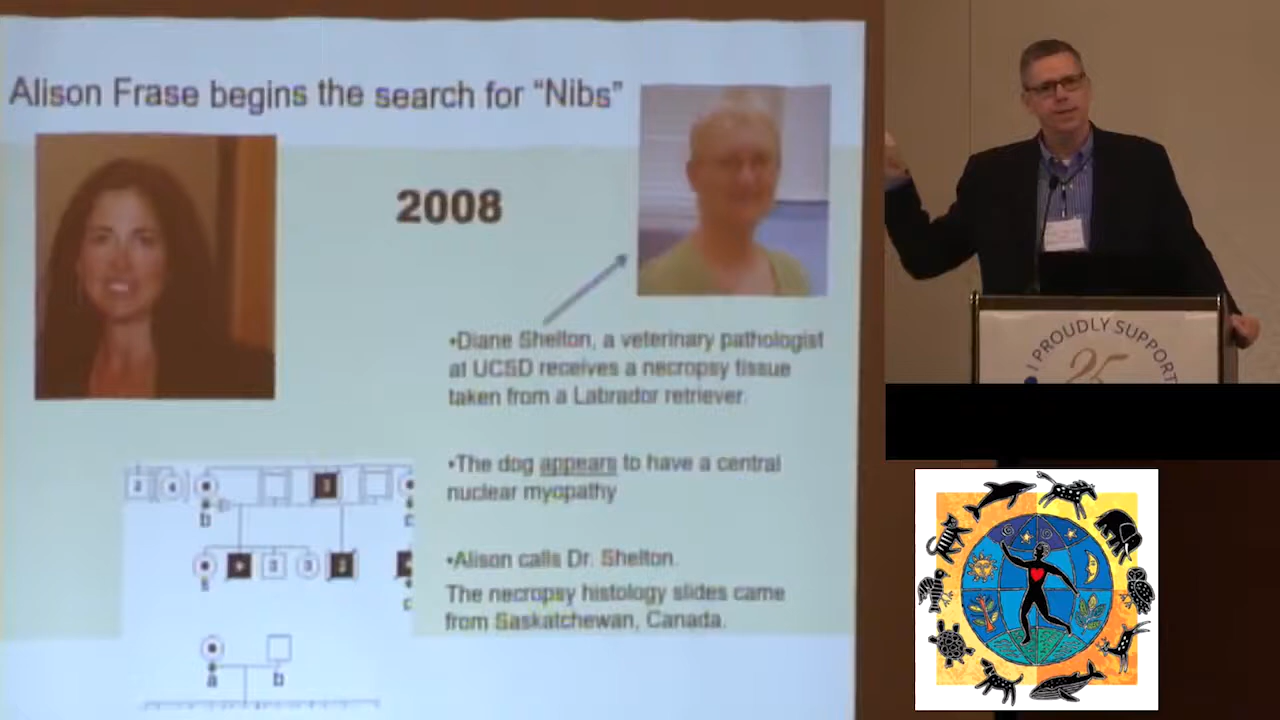 Alison Frase begins the search for “Nibs”
2008
•Diane Shelton, a veterinary pathologist
at UCSD receives a necropsy tissue
taken from a Labrador retriever.
•The dog appears to have a central
nuclear myopathy
•Alison calls Dr. Shelton.
The necropsy histology slides came
from Saskatchewan, Canada.
b
a
b
I PROUDLY SUPPORT
25